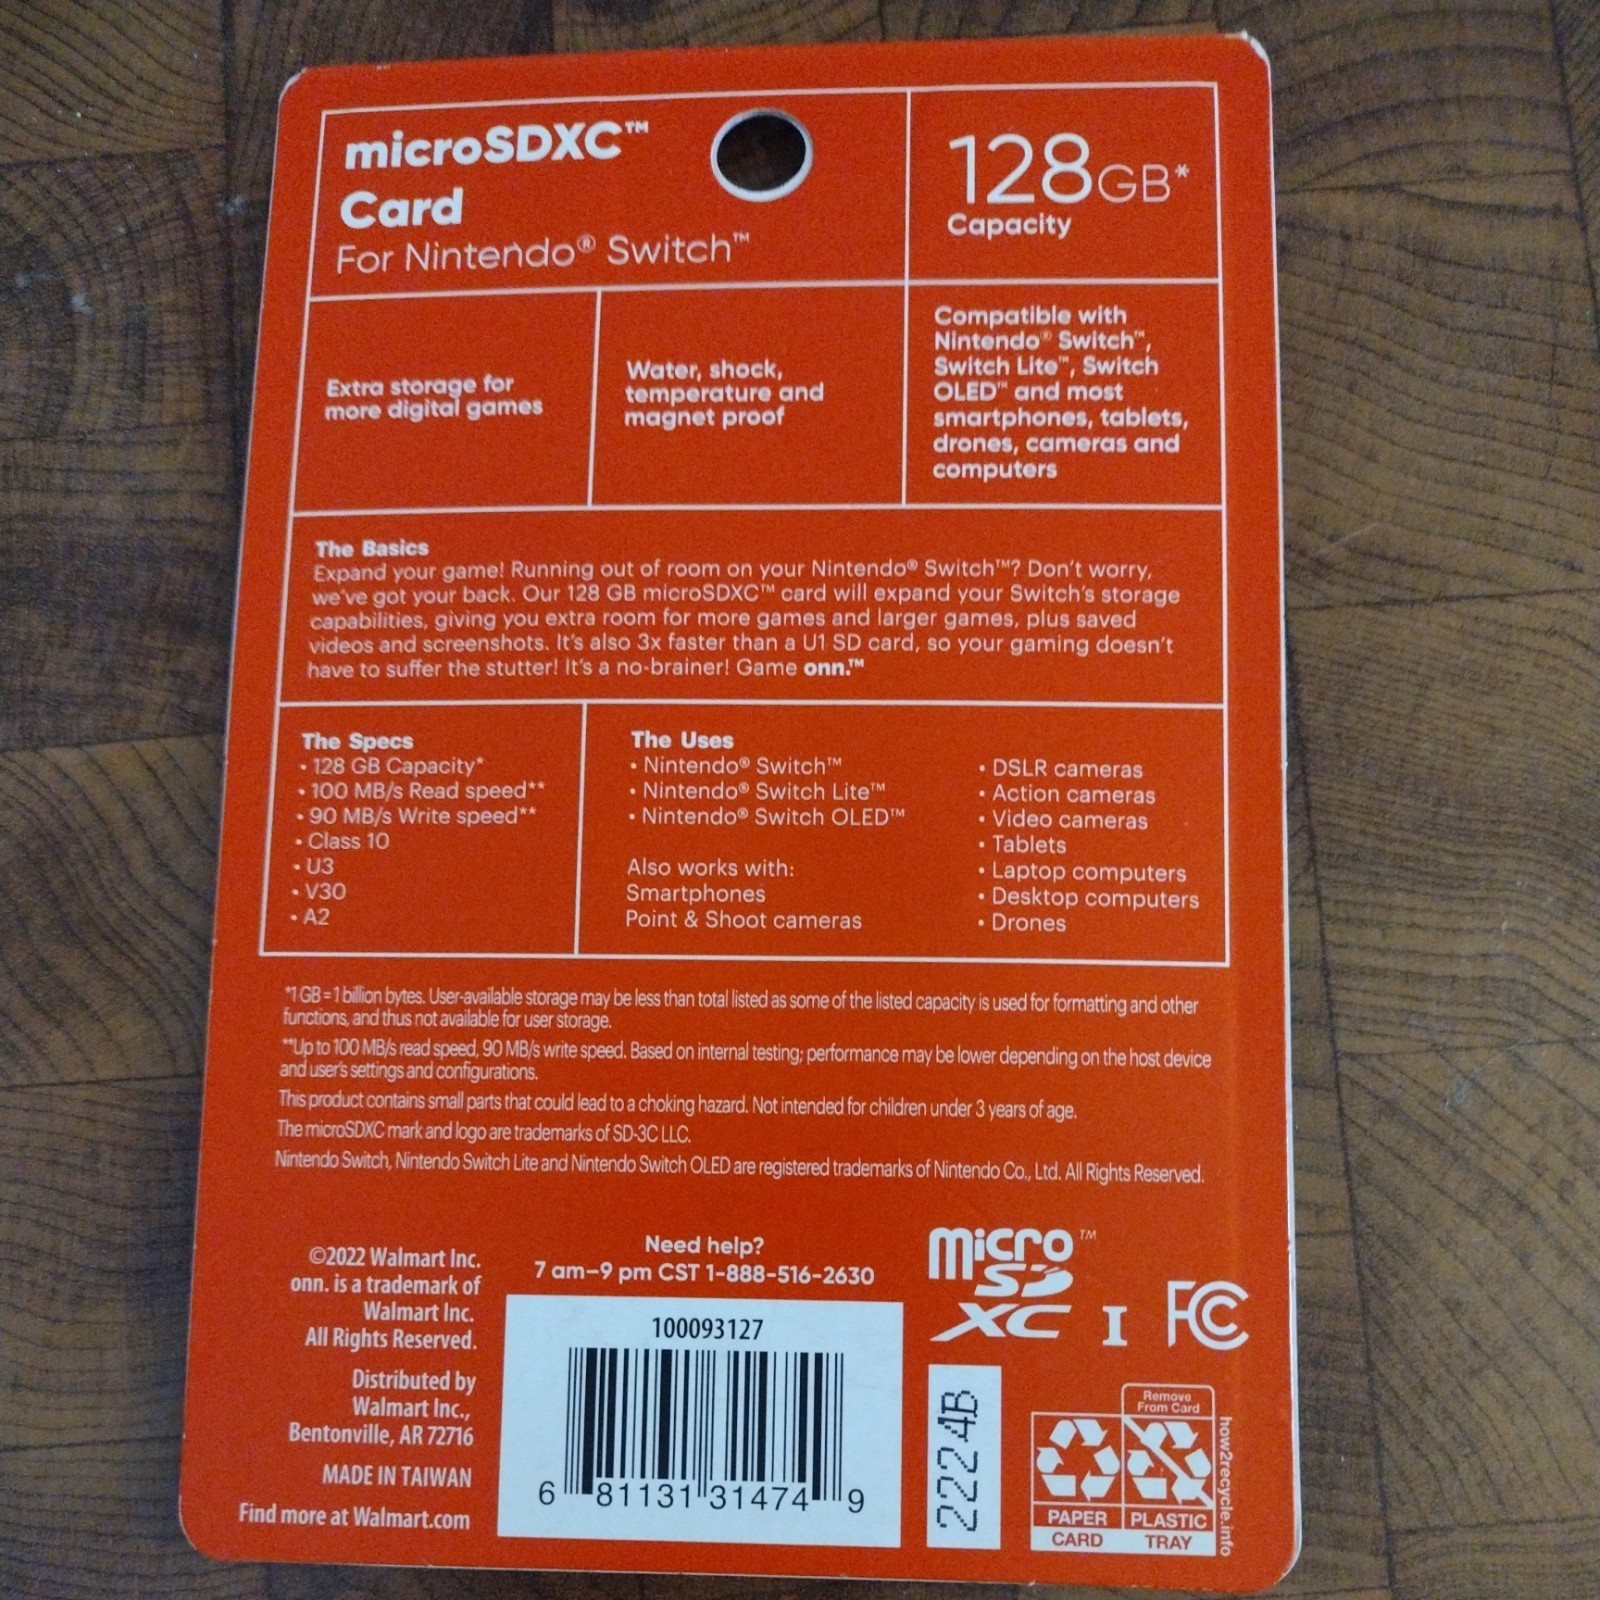 microSDXC™
Card
For Nintendo® Switch™
128GB*
Capacity
Extra storage for
more digital games
Water, shock,
temperature and
magnet proof
Compatible with
Nintendo® Switch™,
Switch Lite™, Switch
OLED™ and most
smartphones, tablets,
drones, cameras and
computers
The Basics
Expand your game! Running out of room on your Nintendo® Switch™? Don't worry,
we've got your back. Our 128 GB microSDXC™ card will expand your Switch's storage
capabilities, giving you extra room for more games and larger games, plus saved
videos and screenshots. It's also 3x faster than a U1 SD card, so your gaming doesn't
have to suffer the stutter! It's a no-brainer! Game onn.™
The Specs
• 128 GB Capacity*
• 100 MB/s Read speed**
• 90 MB/s Write speed**
• Class 10
• U3
• V30
• A2
The Uses
• Nintendo® Switch™
• Nintendo® Switch Lite™
• Nintendo® Switch OLED™
Also works with:
Smartphones
Point & Shoot cameras
• DSLR cameras
• Action cameras
• Video cameras
• Tablets
• Laptop computers
• Desktop computers
• Drones
*1 GB = 1 billion bytes. User-available storage may be less than total listed as some of the listed capacity is used for formatting and other
functions, and thus not available for user storage.
**Up to 100 MB/s read speed, 90 MB/s write speed. Based on internal testing; performance may be lower depending on the host device
and user's settings and configurations.
This product contains small parts that could lead to a choking hazard. Not intended for children under 3 years of age.
The microSDXC mark and logo are trademarks of SD-3C LLC.
Nintendo Switch, Nintendo Switch Lite and Nintendo Switch OLED are registered trademarks of Nintendo Co., Ltd. All Rights Reserved.
©2022 Walmart Inc.
onn. is a trademark of
Walmart Inc.
All Rights Reserved.
Distributed by
Walmart Inc.,
Bentonville, AR 72716
MADE IN TAIWAN
Find more at Walmart.com
Need help?
7 am–9 pm CST 1-888-516-2630
100093127
6 81131 31474 9
micro™
SD
XC I FC
2224B
Remove
From Card
PAPER
CARD
PLASTIC
TRAY
how2recycle.info